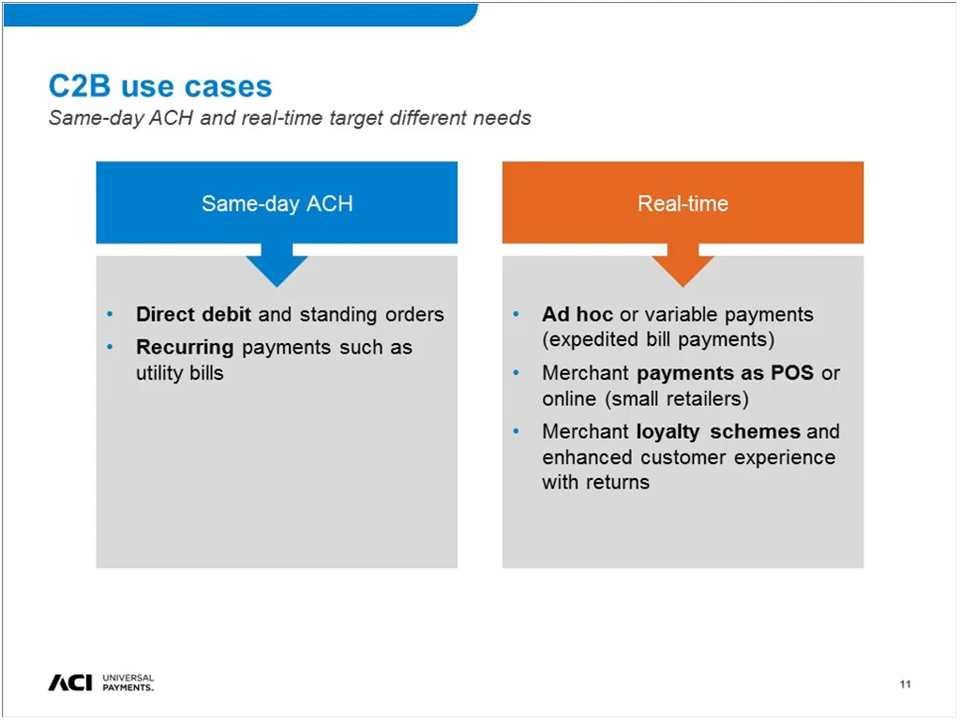 C2B use cases
Same-day ACH and real-time target different needs
Same-day ACH
• Direct debit and standing orders
• Recurring payments such as
utility bills
Real-time
• Ad hoc or variable payments
(expedited bill payments)
• Merchant payments as POS or
online (small retailers)
• Merchant loyalty schemes and
enhanced customer experience
with returns
ACI UNIVERSAL
PAYMENTS.
11